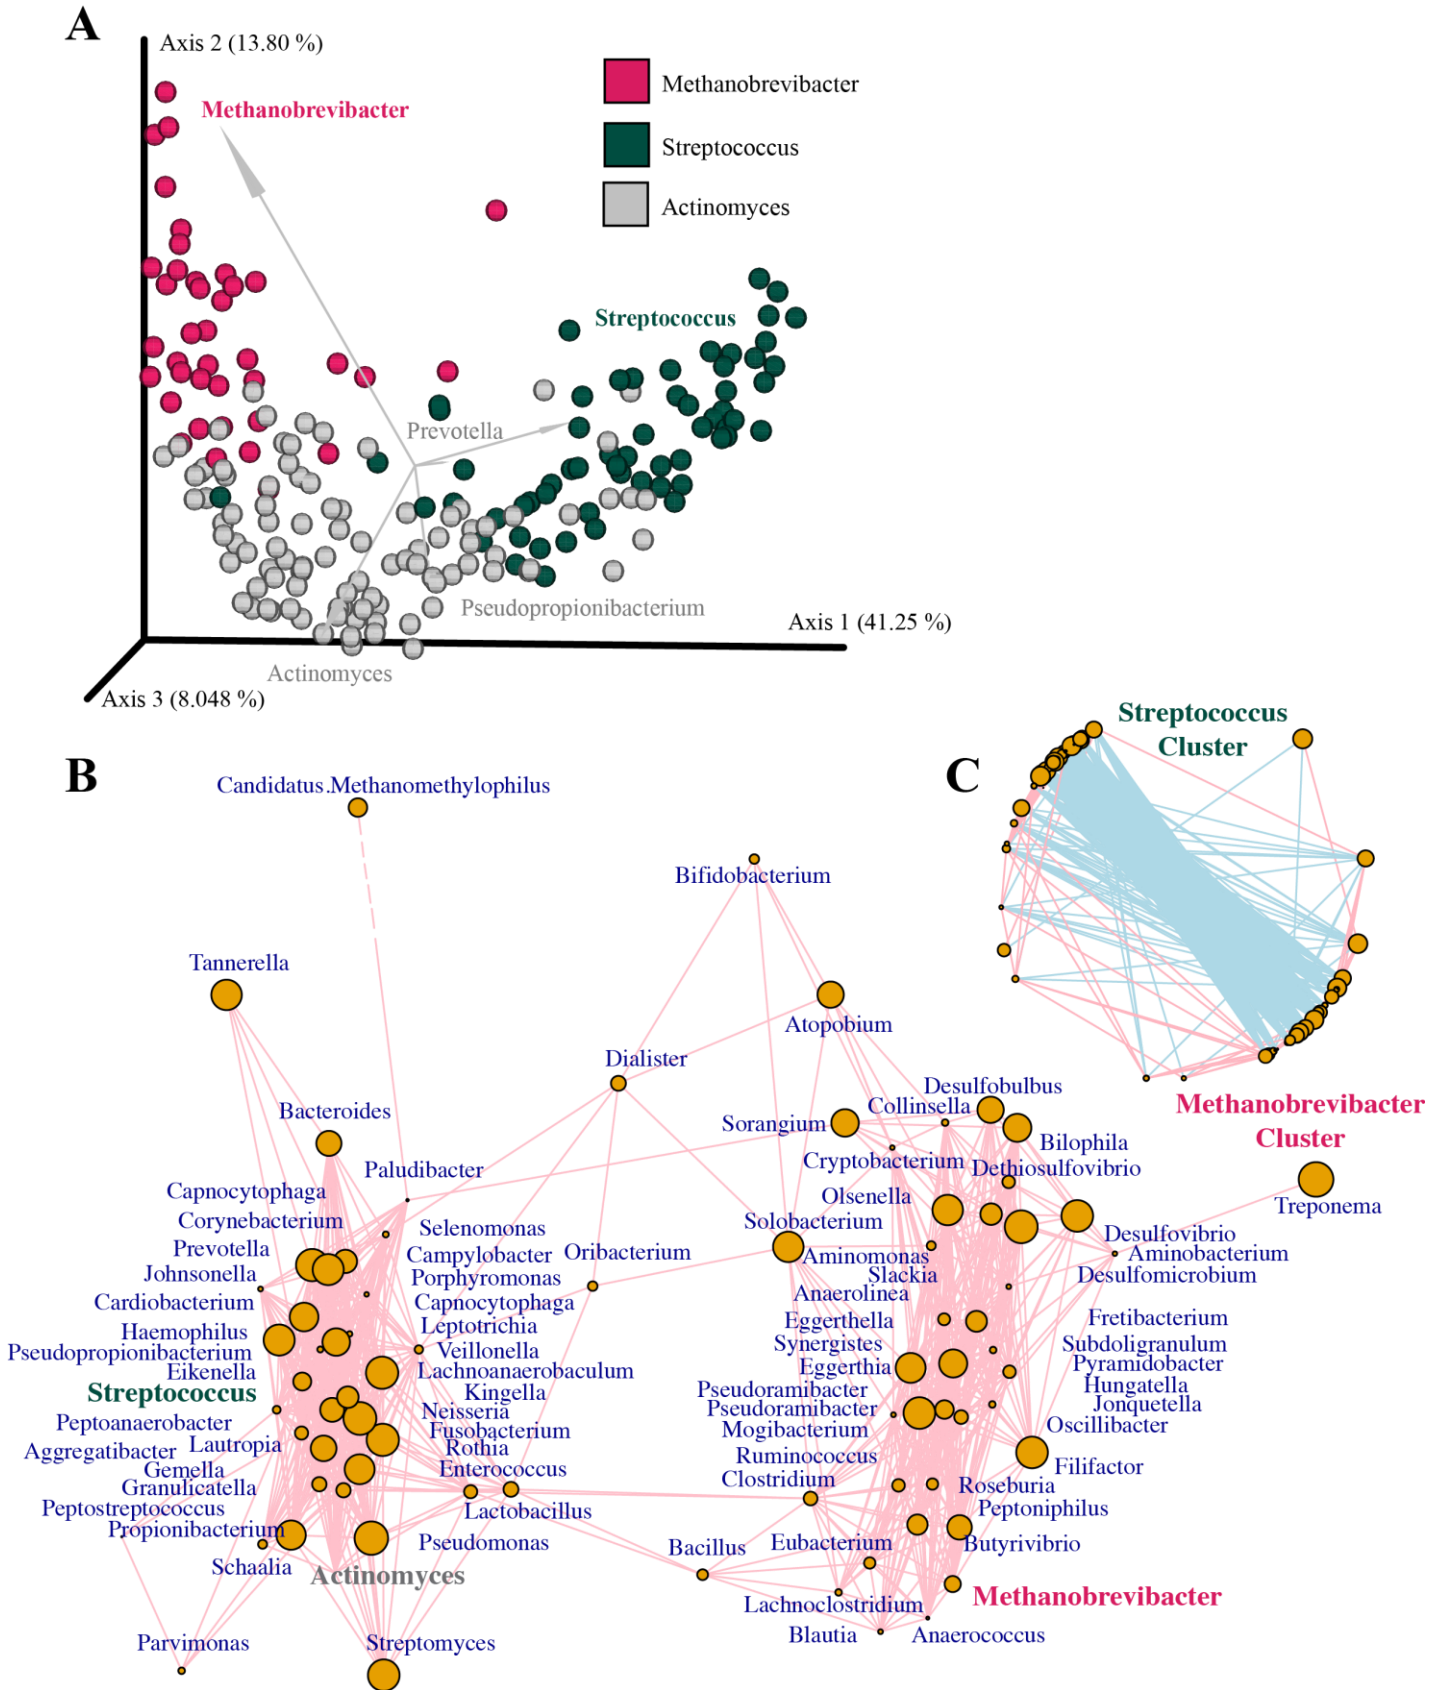 A
Axis 2 (13.80 %)
Methanobrevibacter
Methanobrevibacter
Streptococcus
Actinomyces
Streptococcus
Prevotella
Pseudopropionibacterium
Axis 1 (41.25 %)
Actinomyces
Axis 3 (8.048 %)
B
Candidatus.Methanomethylophilus
Bifidobacterium
Tannerella
Atopobium
Dialister
Bacteroides
Desulfobulbus
Collinsella
Sorangium
Bilophila
Cryptobacterium
Dethiosulfovibrio
Paludibacter
Capnocytophaga
Olsenella
Treponema
Corynebacterium
Selenomonas
Solobacterium
Desulfovibrio
Prevotella
Campylobacter
Oribacterium
Aminomonas
Aminobacterium
Johnsonella
Porphyromonas
Slackia
Desulfomicrobium
Cardiobacterium
Capnocytophaga
Anaerolinea
Haemophilus
Leptotrichia
Eggerthella
Fretibacterium
Pseudopropionibacterium
Veillonella
Synergistes
Subdoligranulum
Eikenella
Lachnoanaerobaculum
Eggerthia
Pyramidobacter
Streptococcus
Kingella
Pseudoramibacter
Hungatella
Peptoanaerobacter
Neisseria
Pseudoramibacter
Jonquetella
Aggregatibacter
Lautropia
Fusobacterium
Mogibacterium
Oscillibacter
Gemella
Rothia
Ruminococcus
Filifactor
Granulicatella
Enterococcus
Clostridium
Roseburia
Peptostreptococcus
Lactobacillus
Peptoniphilus
Propionibacterium
Pseudomonas
Bacillus
Eubacterium
Butyrivibrio
Schaalia
Actinomyces
Lachnoclostridium
Methanobrevibacter
Parvimonas
Streptomyces
Blautia
Anaerococcus
C
Streptococcus
Cluster
Methanobrevibacter
Cluster